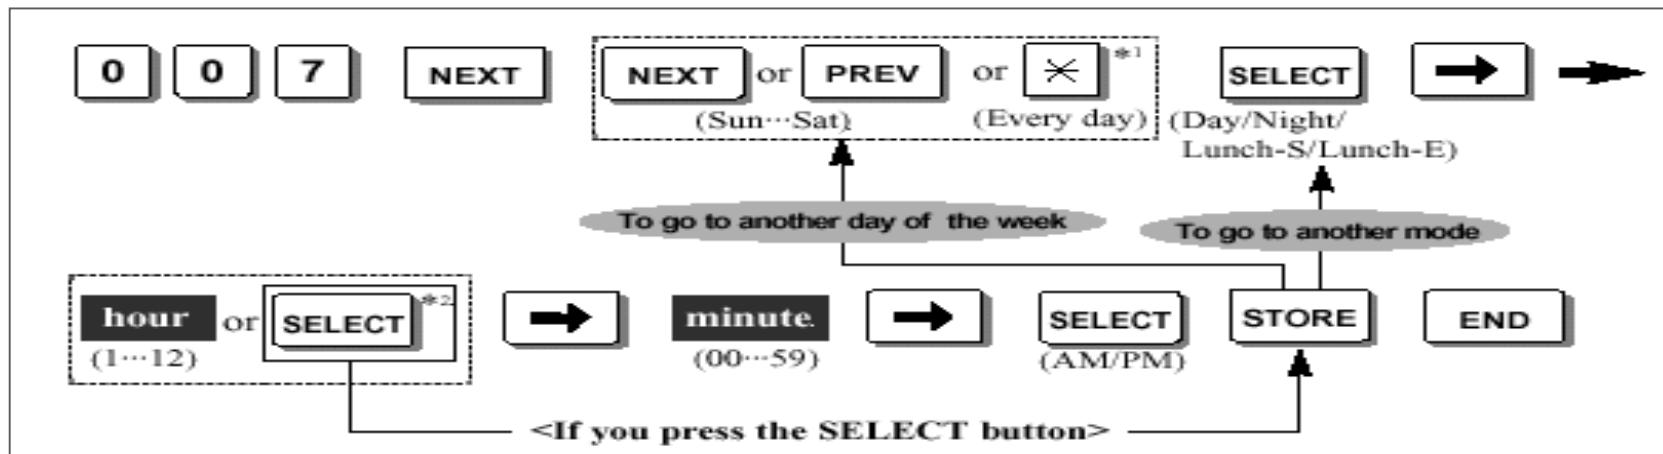 0 0 7 NEXT NEXT or PREV or ✳ *1 SELECT
(Sun···Sat) (Every day) (Day/Night/
Lunch-S/Lunch-E)
To go to another day of the week To go to another mode
hour or SELECT *2 minute. SELECT STORE END
(1···12) (00···59) (AM/PM)
<If you press the SELECT button>